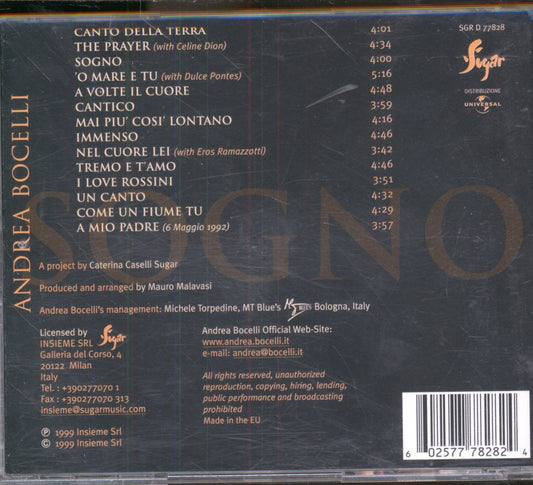 CANTO DELLA TERRA 4:01
THE PRAYER (with Celine Dion) 4:34
SOGNO 4:00
'O MARE E TU (with Dulce Pontes) 5:16
A VOLTE IL CUORE 4:48
CANTICO 3:59
MAI PIU' COSI' LONTANO 4:16
IMMENSO 4:46
NEL CUORE LEI (with Eros Ramazzotti) 3:42
TREMO E T'AMO 4:46
I LOVE ROSSINI 3:51
UN CANTO 4:32
COME UN FIUME TU 4:29
A MIO PADRE (6 Maggio 1992) 3:57
SGR D 77828
Sugar
DISTRIBUZIONE
UNIVERSAL
ANDREA BOCELLI
SOGNO
A project by Caterina Caselli Sugar
Produced and arranged by Mauro Malavasi
Andrea Bocelli's management: Michele Torpedine, MT Blue's Bologna, Italy
Licensed by
INSIEME SRL
Galleria del Corso, 4
20122 Milan
Italy
Tel. : +390277070 1
Fax : +390277070 313
insieme@sugarmusic.com
Sugar
℗ 1999 Insieme Srl
© 1999 Insieme Srl
Andrea Bocelli Official Web-Site:
www.andrea.bocelli.it
e-mail: andrea@bocelli.it
All rights reserved, unauthorized
reproduction, copying, hiring, lending,
public performance and broadcasting
prohibited
Made in the EU
6 02577 78282 4